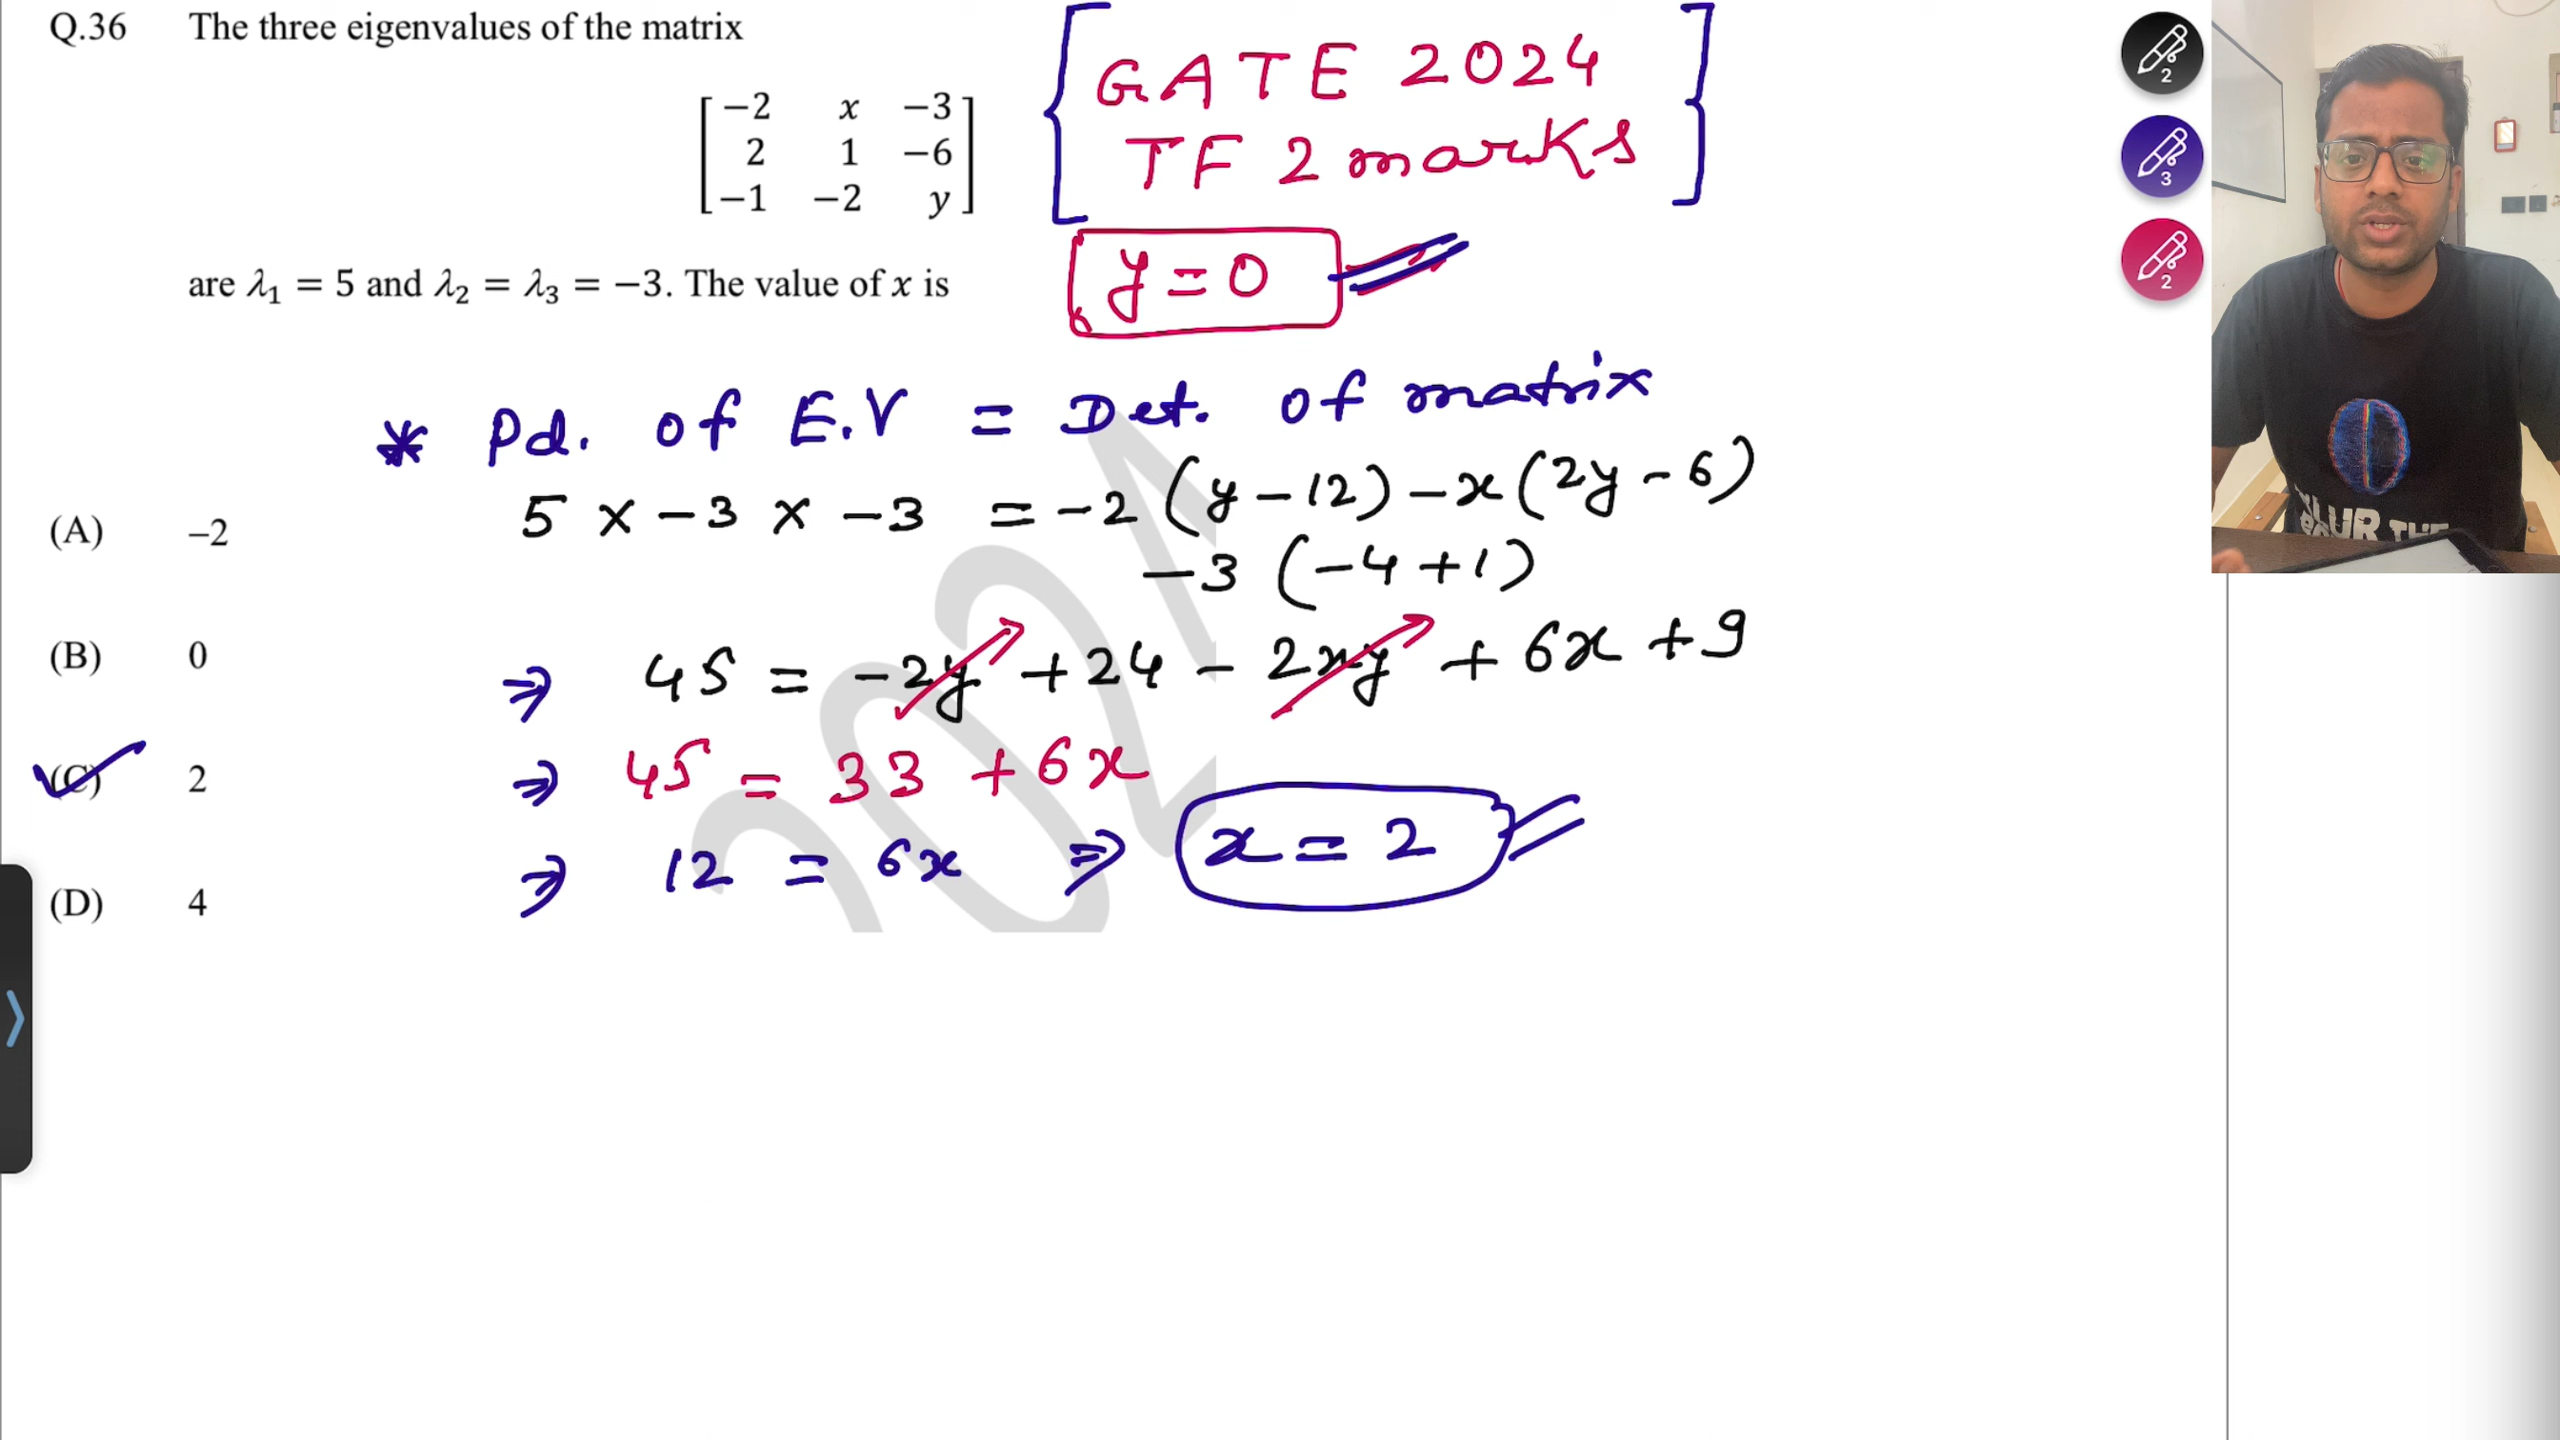 Q.36 The three eigenvalues of the matrix
−2 x −3
2 1 −6
−1 −2 y
[GATE 2024
TF 2 marks]
are λ1 = 5 and λ2 = λ3 = −3. The value of x is
y = 0
* Pd. of E.V = Det. of matrix
5 × −3 × −3 = −2 (y − 12) − x (2y − 6)
−3 (−4 + 1)
(A) −2
(B) 0
⇒ 45 = −2y + 24 − 2xy + 6x + 9
(C) 2
⇒ 45 = 33 + 6x
⇒ 12 = 6x ⇒ x = 2
(D) 4
2
3
2